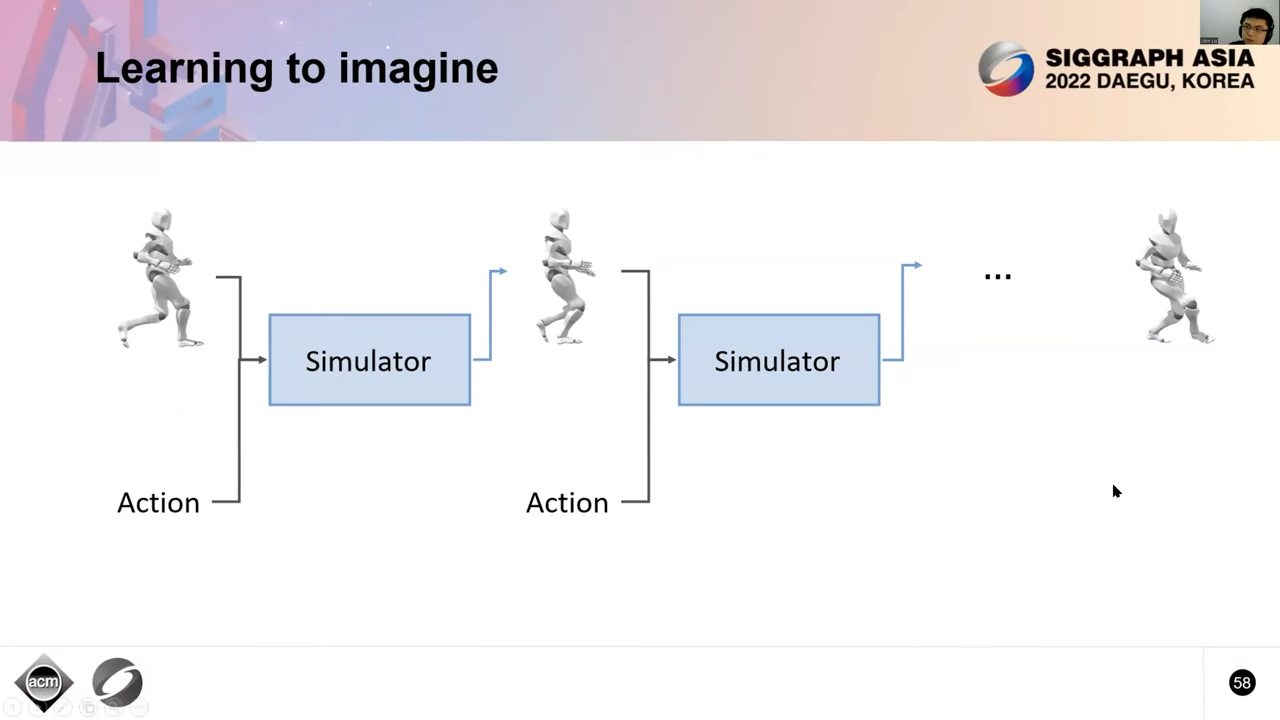 Learning to imagine
SIGGRAPH ASIA
2022 DAEGU, KOREA
...
Simulator
Simulator
Action
Action
acm
58